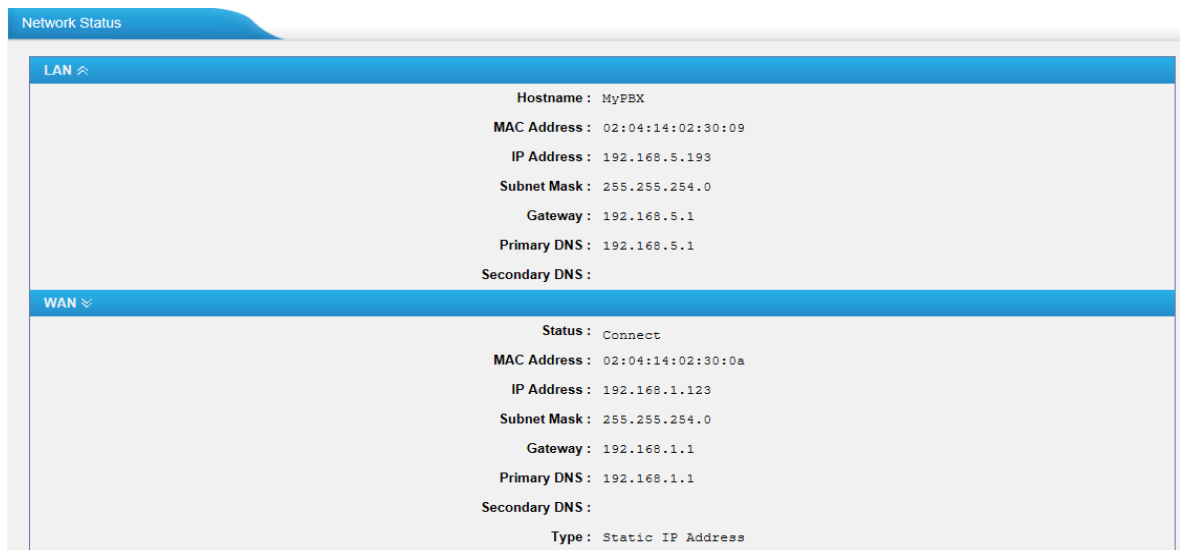 Network Status
LAN
Hostname : MyPBX
MAC Address : 02:04:14:02:30:09
IP Address : 192.168.5.193
Subnet Mask : 255.255.254.0
Gateway : 192.168.5.1
Primary DNS : 192.168.5.1
Secondary DNS :
WAN
Status : Connect
MAC Address : 02:04:14:02:30:0a
IP Address : 192.168.1.123
Subnet Mask : 255.255.254.0
Gateway : 192.168.1.1
Primary DNS : 192.168.1.1
Secondary DNS :
Type : Static IP Address